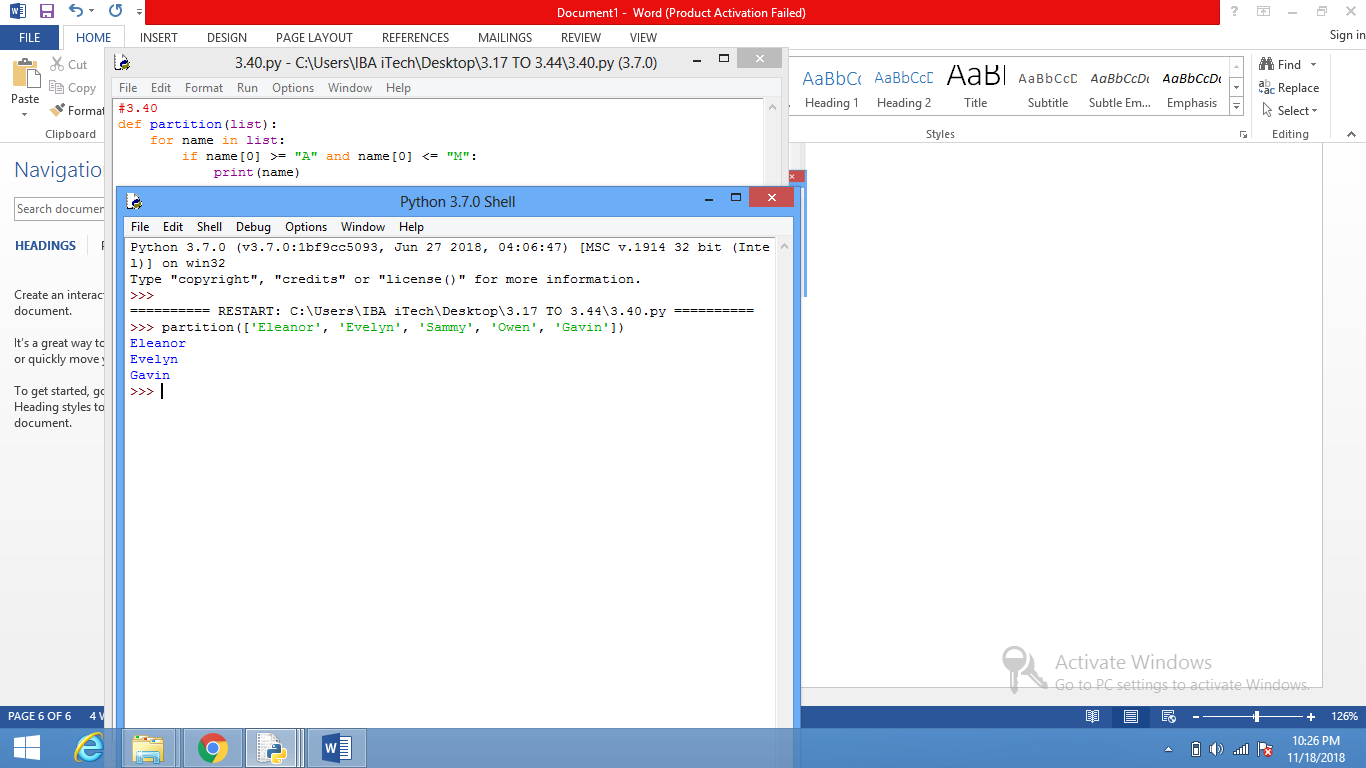 Document1 - Word (Product Activation Failed)
FILE HOME INSERT DESIGN PAGE LAYOUT REFERENCES MAILINGS REVIEW VIEW
Sign in
Paste
Cut
Copy
Format
Clipboard
3.40.py - C:\Users\IBA iTech\Desktop\3.17 TO 3.44\3.40.py (3.7.0)
File Edit Format Run Options Window Help
#3.40
def partition(list):
    for name in list:
        if name[0] >= "A" and name[0] <= "M":
            print(name)
AaBbCc AaBbCcD AaBl AaBbCcD AaBbCcDc AaBbCcDc
Heading 1 Heading 2 Title Subtitle Subtle Em... Emphasis
Styles
Find
Replace
Select
Editing
Navigatio
Search documen
HEADINGS
Create an interac
document.
It's a great way to
or quickly move y
To get started, go
Heading styles to
document.
Python 3.7.0 Shell
File Edit Shell Debug Options Window Help
Python 3.7.0 (v3.7.0:1bf9cc5093, Jun 27 2018, 04:06:47) [MSC v.1914 32 bit (Inte
l)] on win32
Type "copyright", "credits" or "license()" for more information.
>>>
========== RESTART: C:\Users\IBA iTech\Desktop\3.17 TO 3.44\3.40.py ==========
>>> partition(['Eleanor', 'Evelyn', 'Sammy', 'Owen', 'Gavin'])
Eleanor
Evelyn
Gavin
>>>
Activate Windows
Go to PC settings to activate Windows.
PAGE 6 OF 6 4 W
126%
10:26 PM
11/18/2018